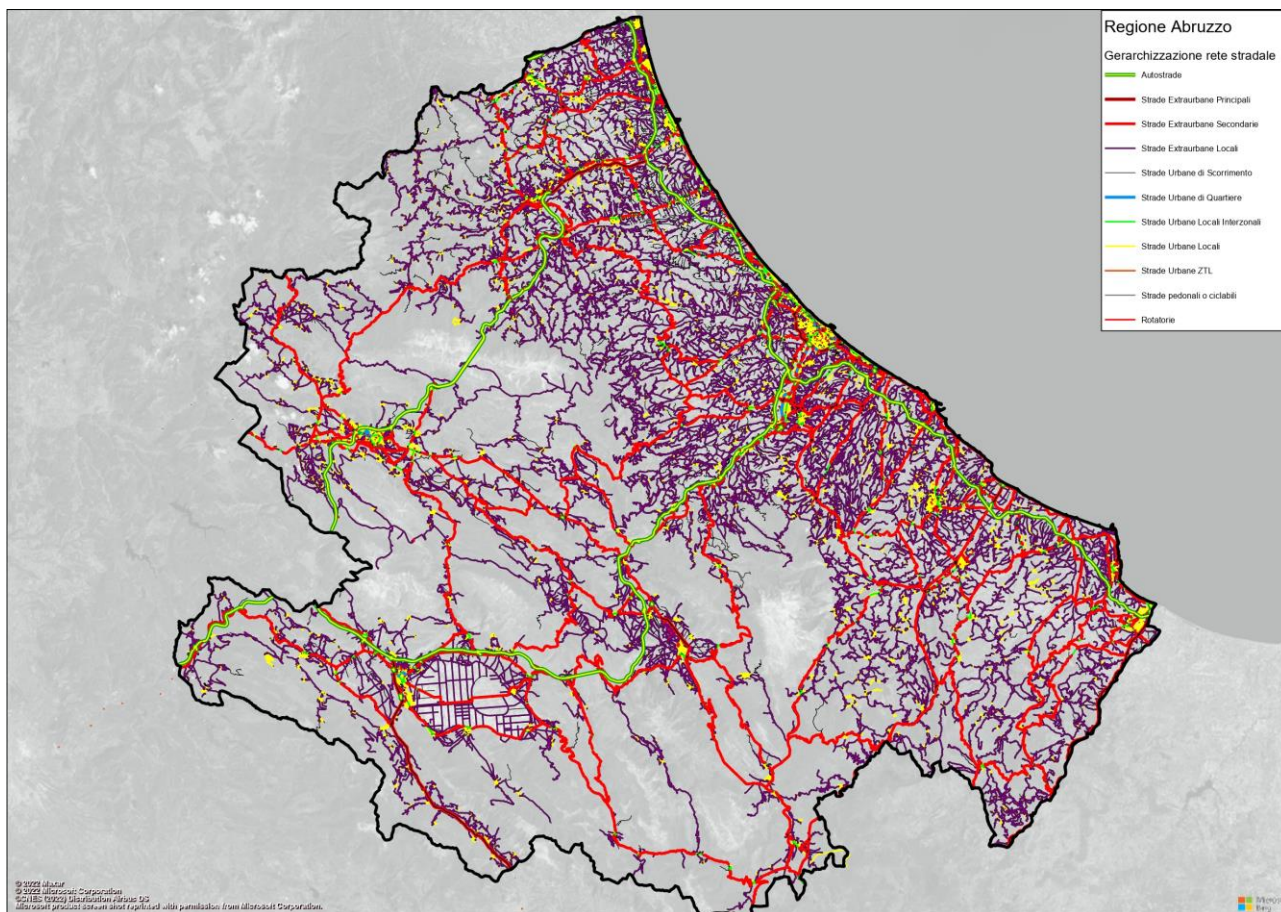 Regione Abruzzo
Gerarchizzazione rete stradale
Autostrade
Strade Extraurbane Principali
Strade Extraurbane Secondarie
Strade Extraurbane Locali
Strade Urbane di Scorrimento
Strade Urbane di Quartiere
Strade Urbane Locali Interzonali
Strade Urbane Locali
Strade Urbane ZTL
Strade pedonali o ciclabili
Rotatorie
© 2022 Maxar
© 2022 Microsoft Corporation
©CNES (2022) Distribution Airbus DS
Microsoft product screen shot reprinted with permission from Microsoft Corporation.
Bing